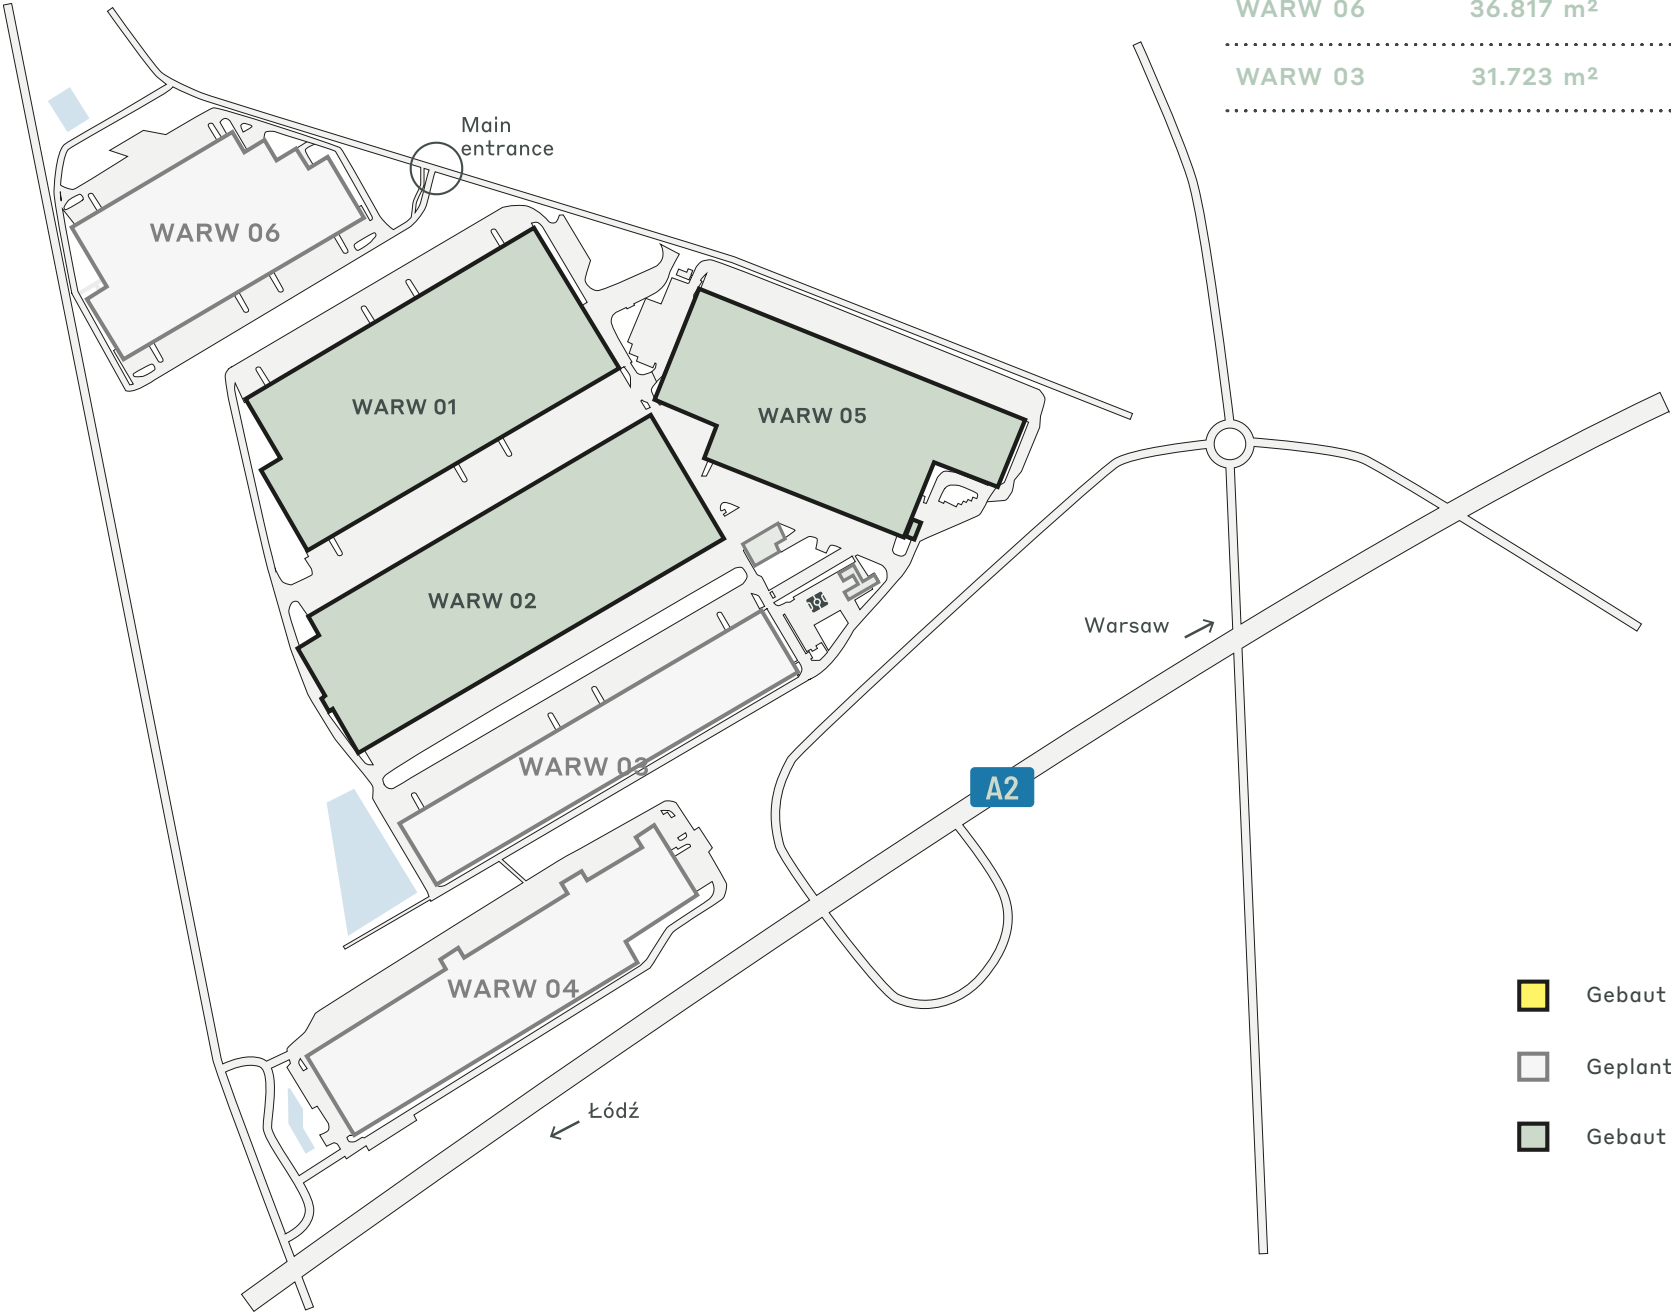 WARW 06 36.817 m²
WARW 03 31.723 m²
Main
entrance
WARW 06
WARW 01
WARW 05
WARW 02
Warsaw
WARW 03
A2
WARW 04
Łódź
Gebaut
Geplant
Gebaut